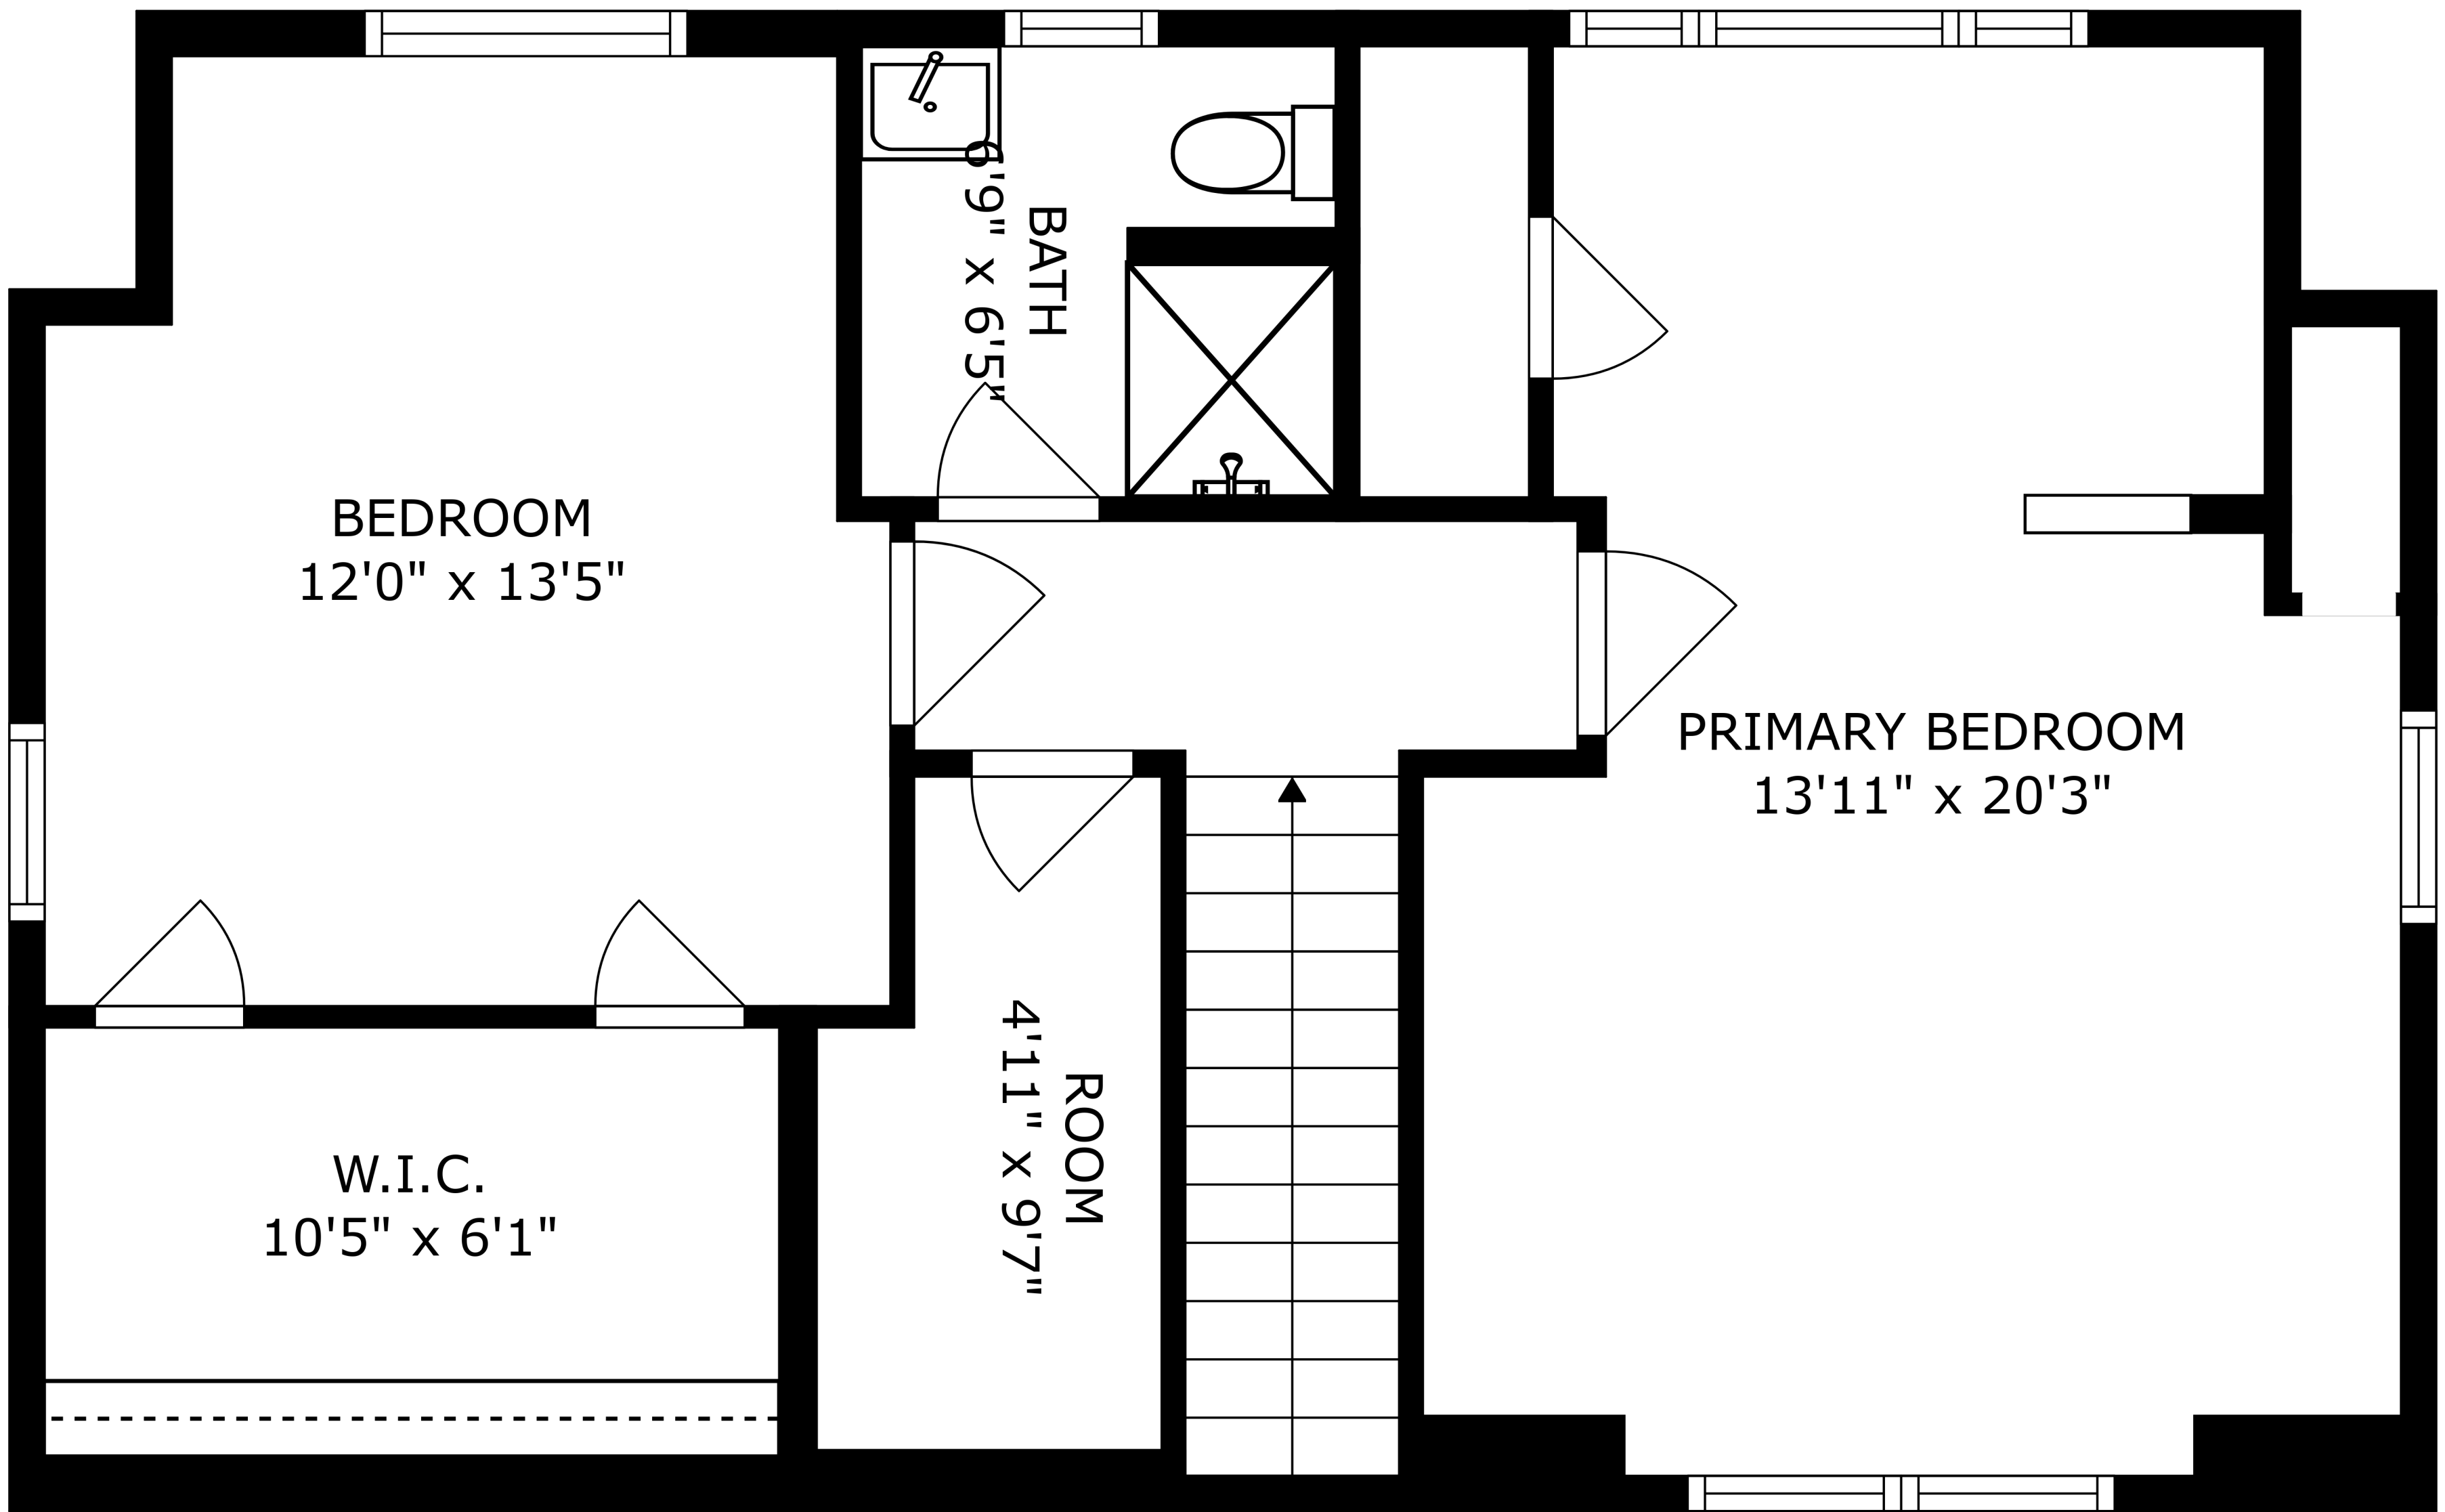 BATH
6'9" x 6'5"
BEDROOM
12'0" x 13'5"
PRIMARY BEDROOM
13'11" x 20'3"
W.I.C.
10'5" x 6'1"
ROOM
4'11" x 9'7"